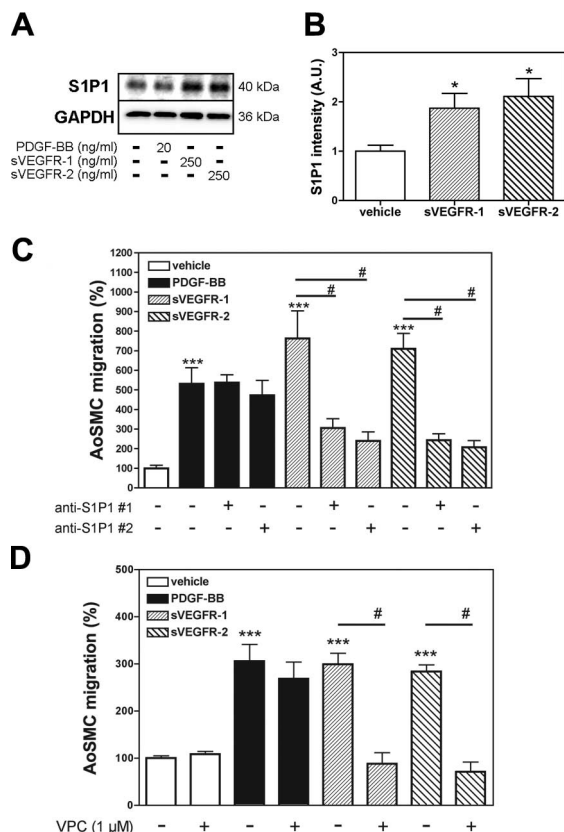 A
S1P1 40 kDa
GAPDH 36 kDa
PDGF-BB (ng/ml) - 20 - -
sVEGFR-1 (ng/ml) - - 250 -
sVEGFR-2 (ng/ml) - - - 250
B
S1P1 intensity (A.U.)
3
2
1
0
* *
vehicle sVEGFR-1 sVEGFR-2
C
AoSMC migration (%)
1200
1100
1000
900
800
700
600
500
400
300
200
100
0
vehicle
PDGF-BB
sVEGFR-1
sVEGFR-2
# #
# #
*** *** ***
anti-S1P1 #1 - - + - - + - - + -
anti-S1P1 #2 - - - + - - + - - +
D
AoSMC migration (%)
500
400
300
200
100
0
vehicle
PDGF-BB
sVEGFR-1
sVEGFR-2
# #
*** *** ***
VPC (1 µM) - + - + - + - +